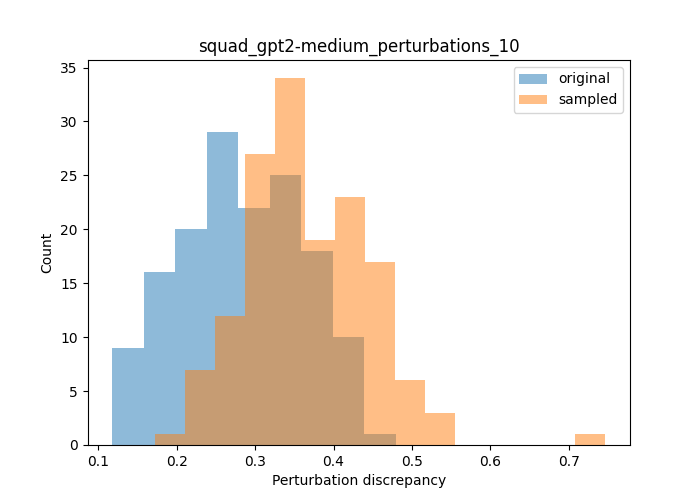 squad_gpt2-medium_perturbations_10
original
sampled
35
30
25
20
15
10
5
0
Count
0.1 0.2 0.3 0.4 0.5 0.6 0.7
Perturbation discrepancy